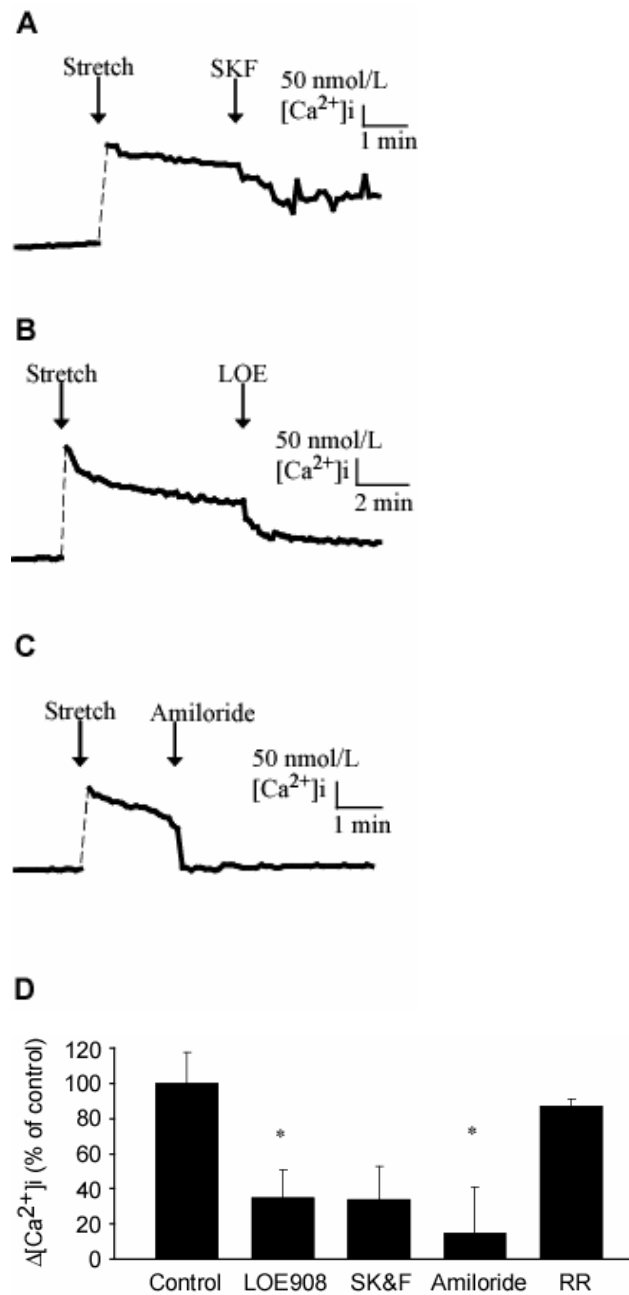 A
Stretch SKF 50 nmol/L
[Ca2+]i
1 min
B
Stretch LOE
50 nmol/L
[Ca2+]i
2 min
C
Stretch Amiloride
50 nmol/L
[Ca2+]i
1 min
D
Δ[Ca2+]i (% of control)
120
100
80
60
40
20
0
* *
Control LOE908 SK&F Amiloride RR